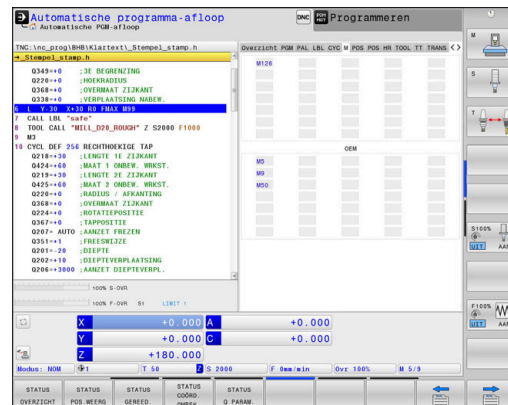 Automatische programma-afloop
DNC
Programmeren
Automatische PGM-afloop
TNC:\nc_prog\BHB\Klartext\_Stempel_stamp.h
→_Stempel_stamp.h
Q349=+0 ;3E BEGRENZING
Q220=+0 ;HOEKRADIUS
Q368=+0 ;OVERMAAT ZIJKANT
Q338=+0 ;VERPLAATSING NABEW.
6 L Y-30 X+30 R0 FMAX M99
7 CALL LBL "safe"
8 TOOL CALL "MILL_D20_ROUGH" Z S2000 F1000
9 M3
10 CYCL DEF 256 RECHTHOEKIGE TAP
Q218=+30 ;LENGTE 1E ZIJKANT
Q424=+60 ;MAAT 1 ONBEW. WRKST.
Q219=+30 ;LENGTE 2E ZIJKANT
Q425=+60 ;MAAT 2 ONBEW. WRKST.
Q220=+0 ;RADIUS / AFKANTING
Q368=+0 ;OVERMAAT ZIJKANT
Q224=+0 ;ROTATIEPOSITIE
Q367=+0 ;TAPPOSITIE
Q207= AUTO ;AANZET FREZEN
Q351=+1 ;FREESWIJZE
Q201=-20 ;DIEPTE
Q202=+10 ;DIEPTEVERPLAATSING
Q206=+3000 ;AANZET DIEPTEVERPL.
Overzicht PGM PAL LBL CYC M POS POS HR TOOL TT TRANS
M126
OEM
M5
M9
M50
100% S-OVR
100% F-OVR S1 LIMIT 1
X +0.000 A +0.000
Y +0.000 C +0.000
Z +180.000
Modus: NOM 1 T 50 Z S 2000 F 0mm/min Ovr 100% M 5/9
STATUS OVERZICHT
STATUS POS.WEERG
STATUS GEREED.
STATUS COÖRD. OMREK.
STATUS Q PARAM.
M
S
T
S100%
UIT AAN
F100%
UIT AAN